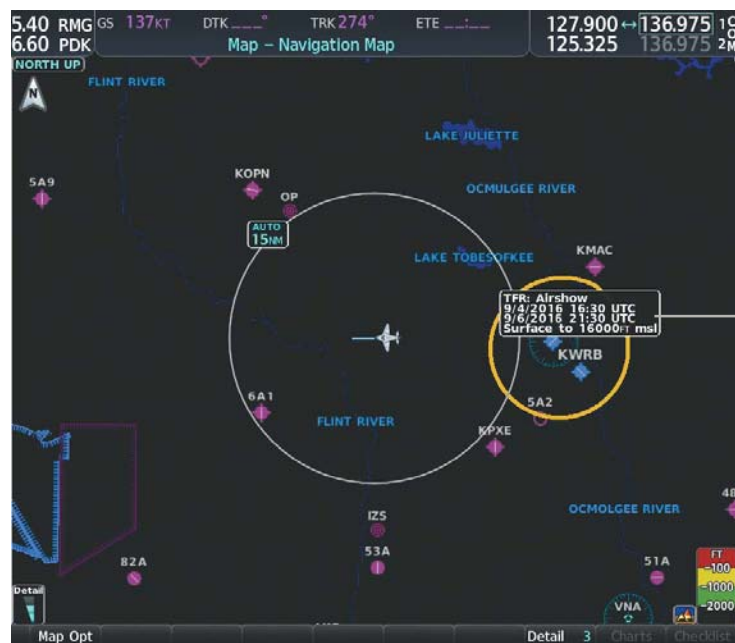 5.40 RMG GS 137KT DTK ___° TRK 274° ETE __:__ 127.900 ↔ 136.975 1
6.60 PDK Map – Navigation Map 125.325 136.975 2
NORTH UP
N
FLINT RIVER
LAKE JULIETTE
KOPN
5A9
OP
OCMULGEE RIVER
AUTO
15NM
KMAC
LAKE TOBESOFKEE
TFR: Airshow
9/4/2016 16:30 UTC
9/6/2016 21:30 UTC
Surface to 16000FT msl
KWRB
6A1
5A2
FLINT RIVER
KPXE
48
IZS
OCMOLGEE RIVER
53A
82A
51A
FT
-100
-1000
-2000
Detail
VNA
Map Opt Detail 3 Charts Checklist